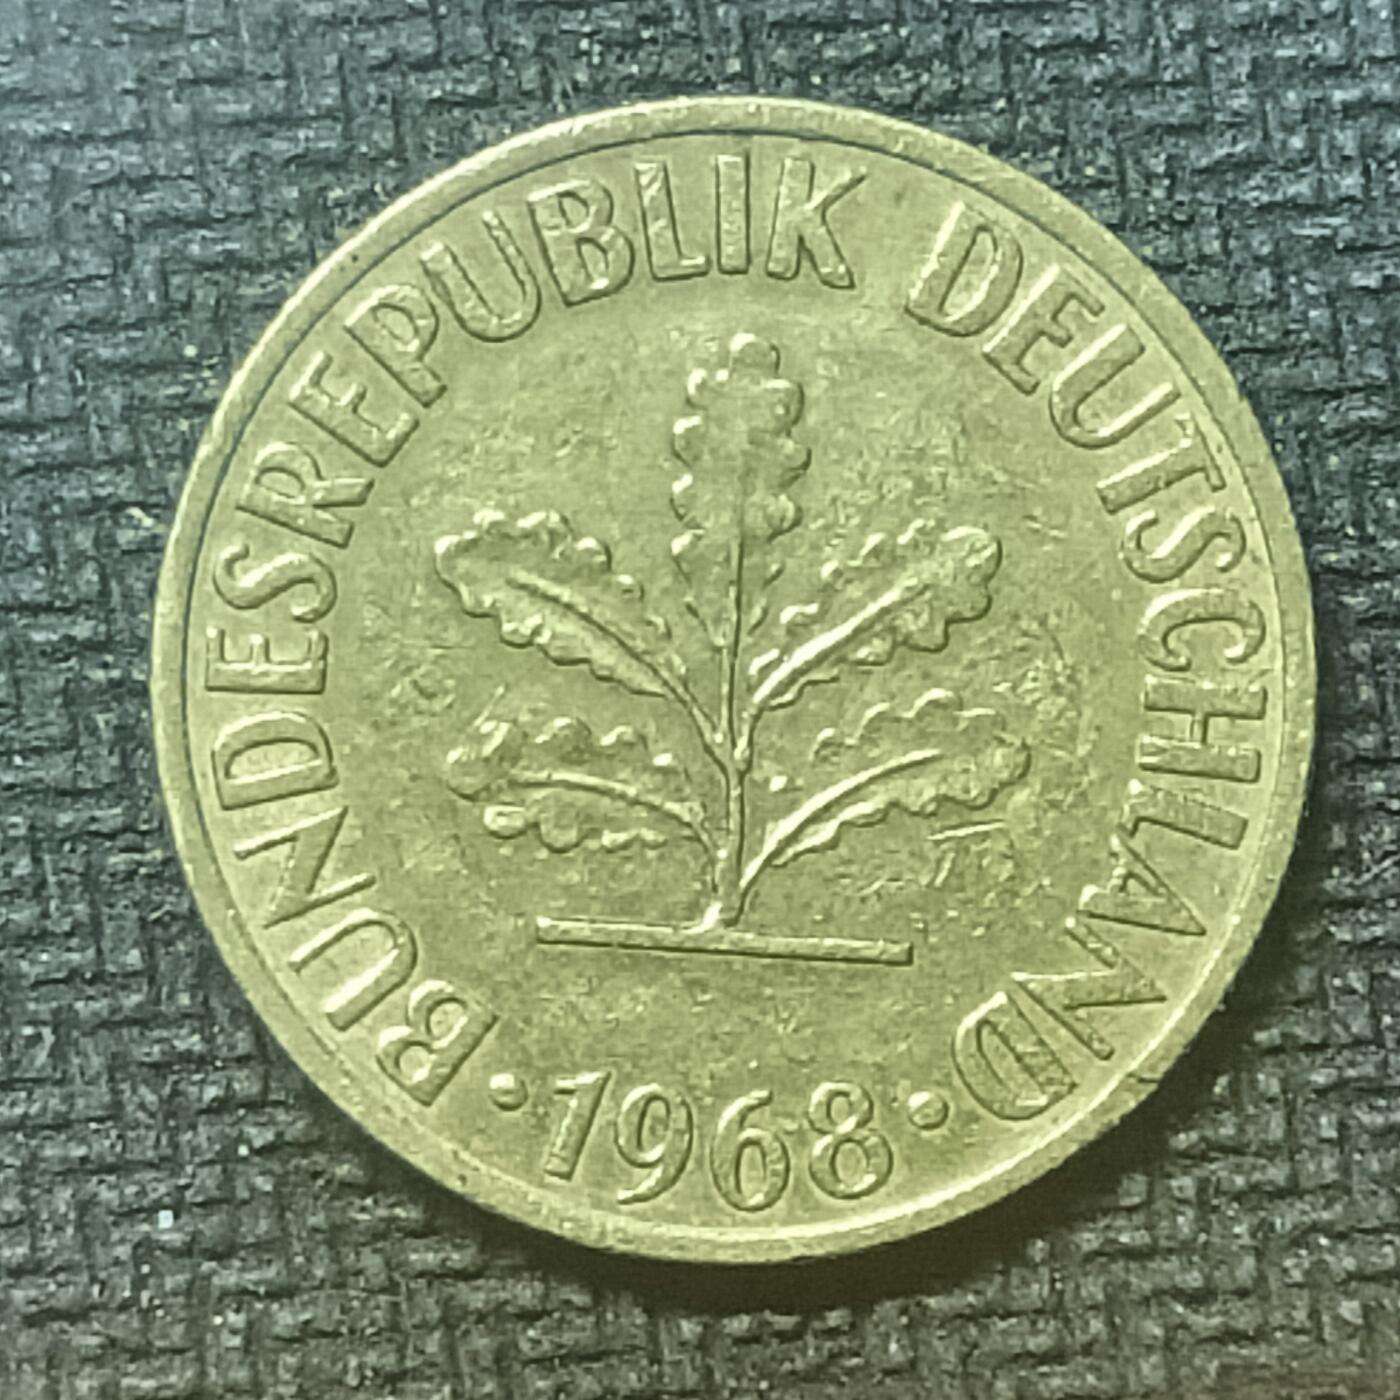 BUNDESREPUBLIK DEUTSCHLAND
· 1968 ·